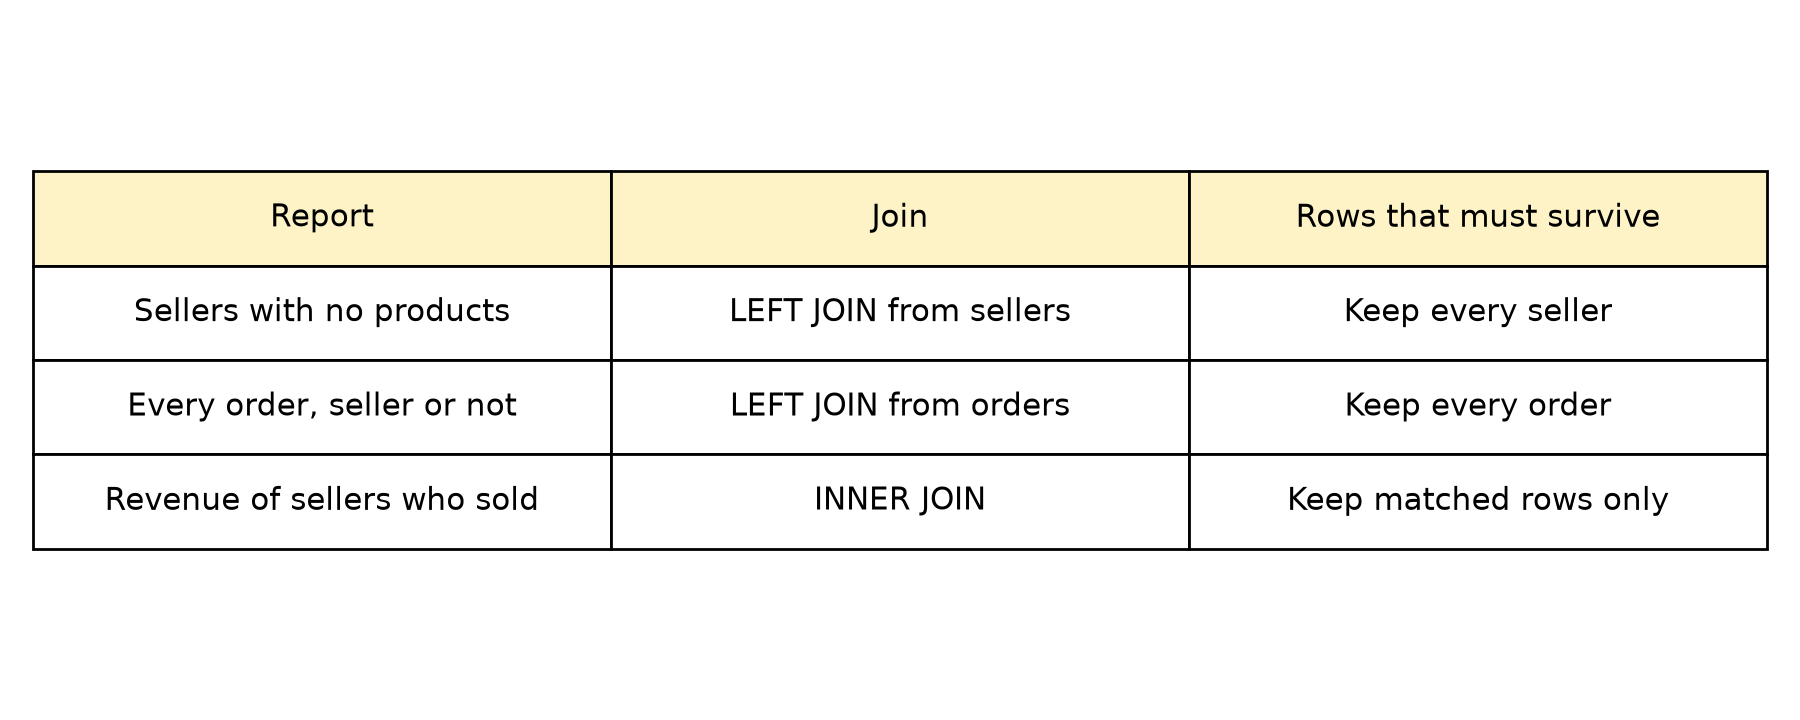 Report Join Rows that must survive
Sellers with no products LEFT JOIN from sellers Keep every seller
Every order, seller or not LEFT JOIN from orders Keep every order
Revenue of sellers who sold INNER JOIN Keep matched rows only